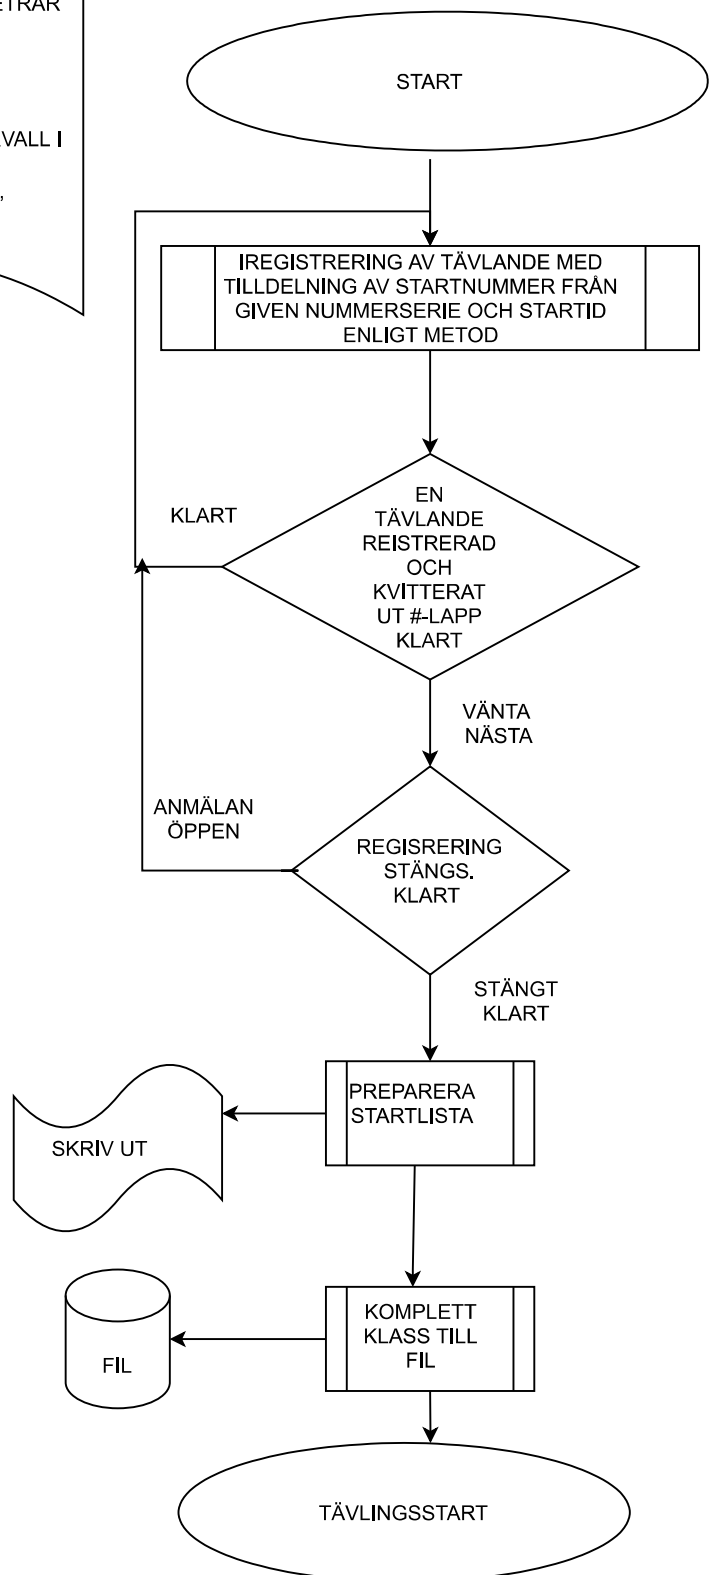 START
VALL I
,
IREGISTRERING AV TÄVLANDE MED
TILLDELNING AV STARTNUMMER FRÅN
GIVEN NUMMERSERIE OCH STARTID
ENLIGT METOD
KLART
EN
TÄVLANDE
REISTRERAD
OCH
KVITTERAT
UT #-LAPP
KLART
VÄNTA
NÄSTA
ANMÄLAN
ÖPPEN
REGISRERING
STÄNGS.
KLART
STÄNGT
KLART
PREPARERA
STARTLISTA
SKRIV UT
KOMPLETT
KLASS TILL
FIL
FIL
TÄVLINGSSTART